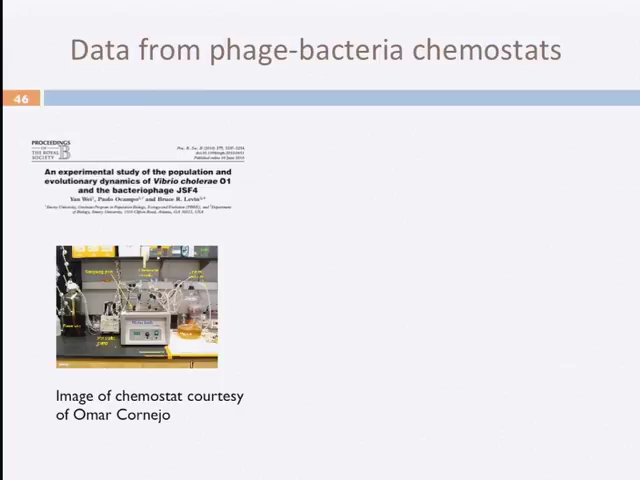 Data from phage-bacteria chemostats
46
PROCEEDINGS
OF
THE ROYAL
SOCIETY B
An experimental study of the population and
evolutionary dynamics of Vibrio cholerae O1
and the bacteriophage JSF4
Yan Wei, Paolo Ocampo and Bruce R. Levin
Image of chemostat courtesy
of Omar Cornejo